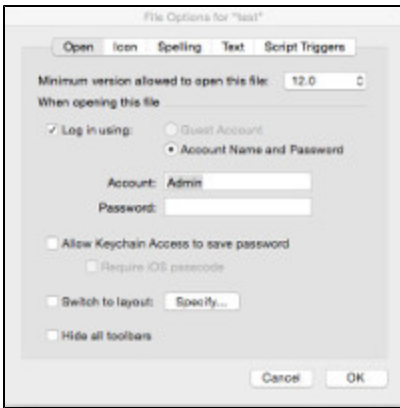 File Options for "test"
Open Icon Spelling Text Script Triggers
Minimum version allowed to open this file: 12.0
When opening this file
Log in using: Guest Account
Account Name and Password
Account: Admin
Password:
Allow Keychain Access to save password
Require iOS passcode
Switch to layout: Specify...
Hide all toolbars
Cancel OK